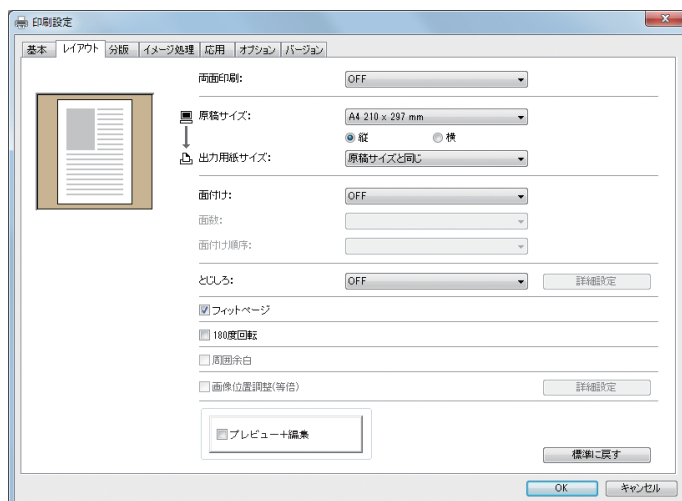 印刷設定
基本 レイアウト 分版 イメージ処理 応用 オプション バージョン
両面印刷: OFF
原稿サイズ: A4 210 x 297 mm
縦 横
出力用紙サイズ: 原稿サイズと同じ
面付け: OFF
面数:
面付け順序:
とじしろ: OFF 詳細設定
フィットページ
180度回転
周囲余白
画像位置調整(等倍) 詳細設定
プレビュー+編集
標準に戻す
OK キャンセル